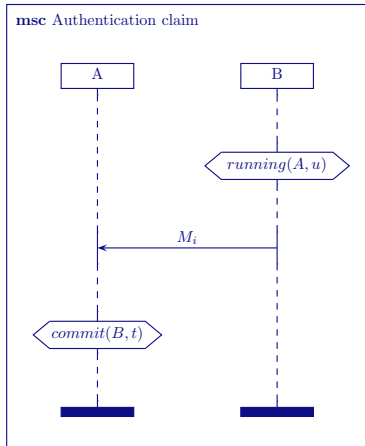 msc Authentication claim
A
B
running(A, u)
M_i
commit(B, t)